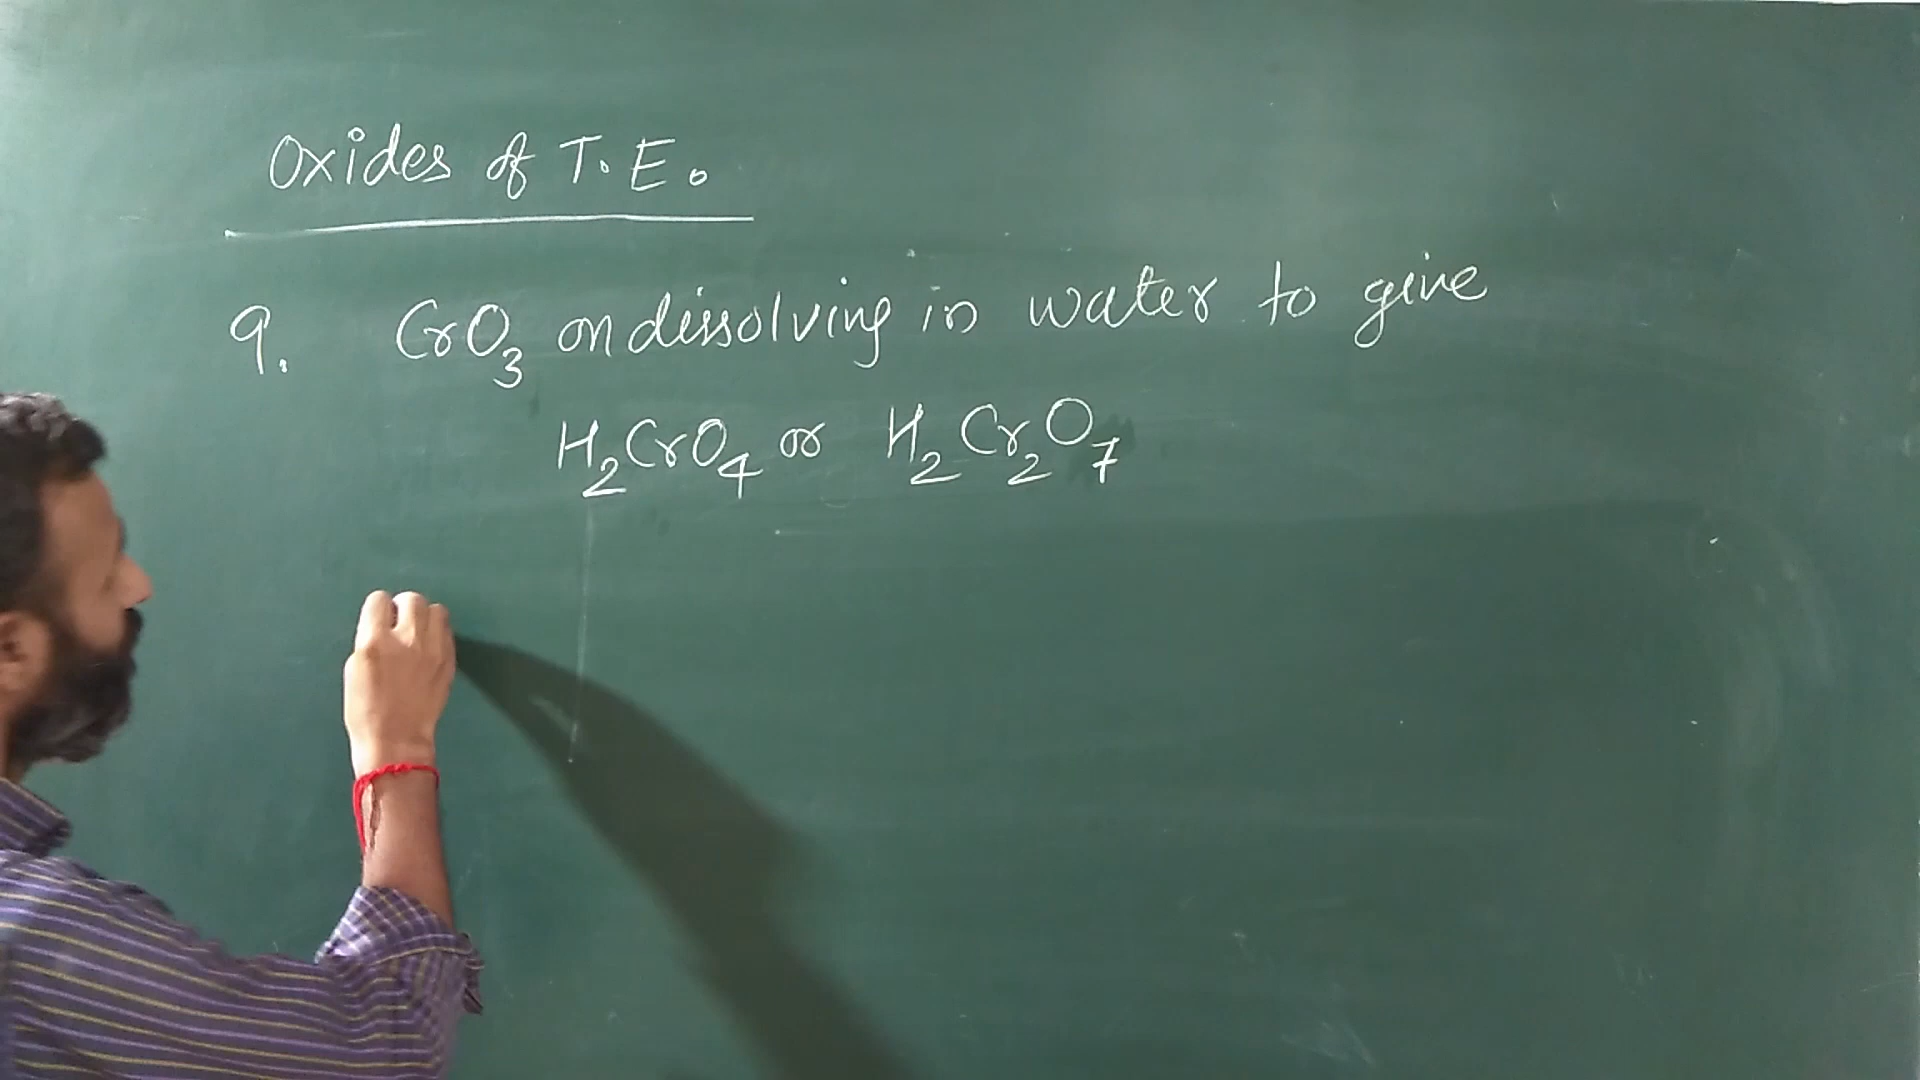 Oxides of T.E.
9. CrO₃ on dissolving in water to give
H₂CrO₄ or H₂Cr₂O₇